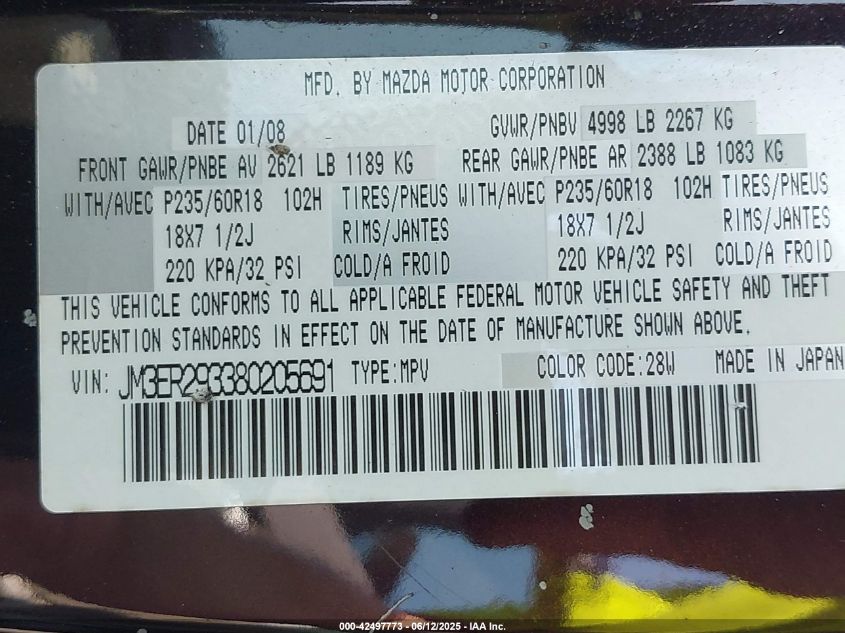 MFD. BY MAZDA MOTOR CORPORATION
DATE 01/08 GVWR/PNBV 4998 LB 2267 KG
FRONT GAWR/PNBE AV 2621 LB 1189 KG REAR GAWR/PNBE AR 2388 LB 1083 KG
WITH/AVEC P235/60R18 102H TIRES/PNEUS WITH/AVEC P235/60R18 102H TIRES/PNEUS
18X7 1/2J RIMS/JANTES 18X7 1/2J RIMS/JANTES
220 KPA/32 PSI COLD/A FROID 220 KPA/32 PSI COLD/A FROID
THIS VEHICLE CONFORMS TO ALL APPLICABLE FEDERAL MOTOR VEHICLE SAFETY AND THEFT
PREVENTION STANDARDS IN EFFECT ON THE DATE OF MANUFACTURE SHOWN ABOVE.
VIN: JM3ER293380205691 TYPE:MPV COLOR CODE:28W MADE IN JAPAN
000-42497773 - 06/12/2025 - IAA Inc.